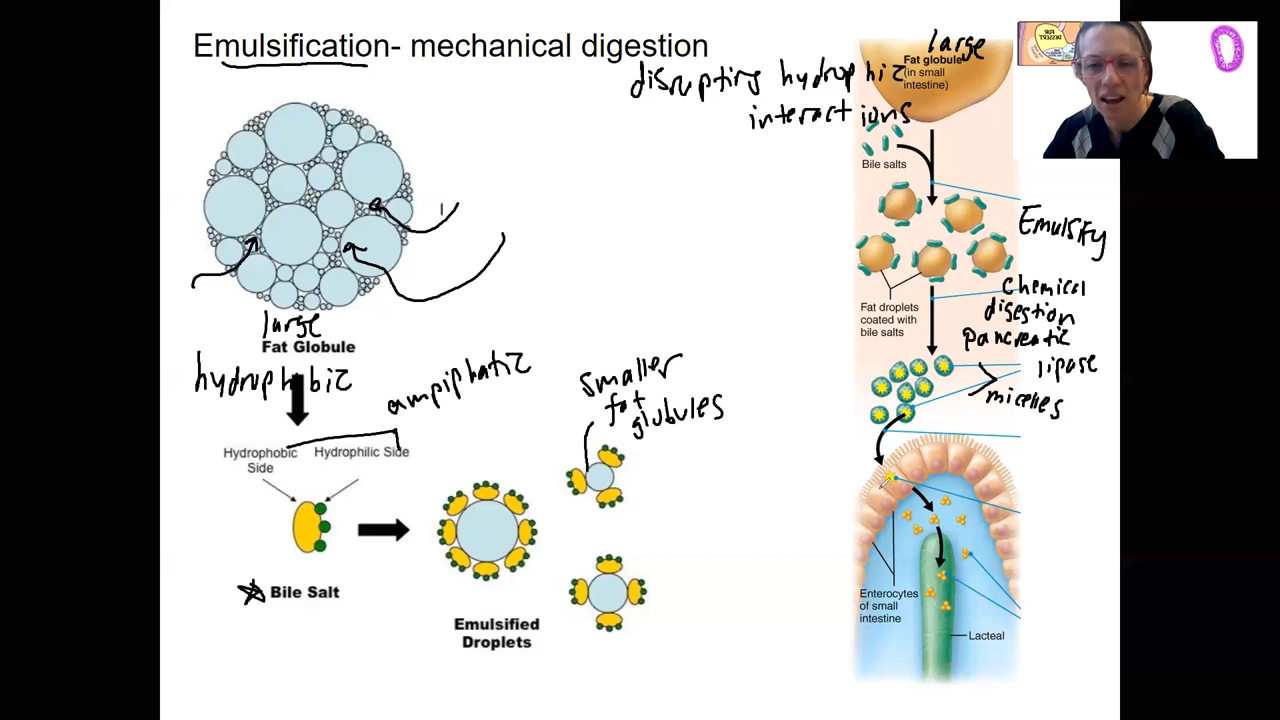 Emulsification- mechanical digestion
large
Fat globule
(in small
intestine)
disrupting hydrophic
interactions
Bile salts
Emulsify
Fat droplets
coated with
bile salts
chemical
digestion
pancreatic
lipase
micelles
Enterocytes
of small
intestine
Lacteal
large
Fat Globule
hydrophobic
ampiphatic
Hydrophobic
Side
Hydrophilic Side
Bile Salt
smaller
fat
globules
Emulsified
Droplets